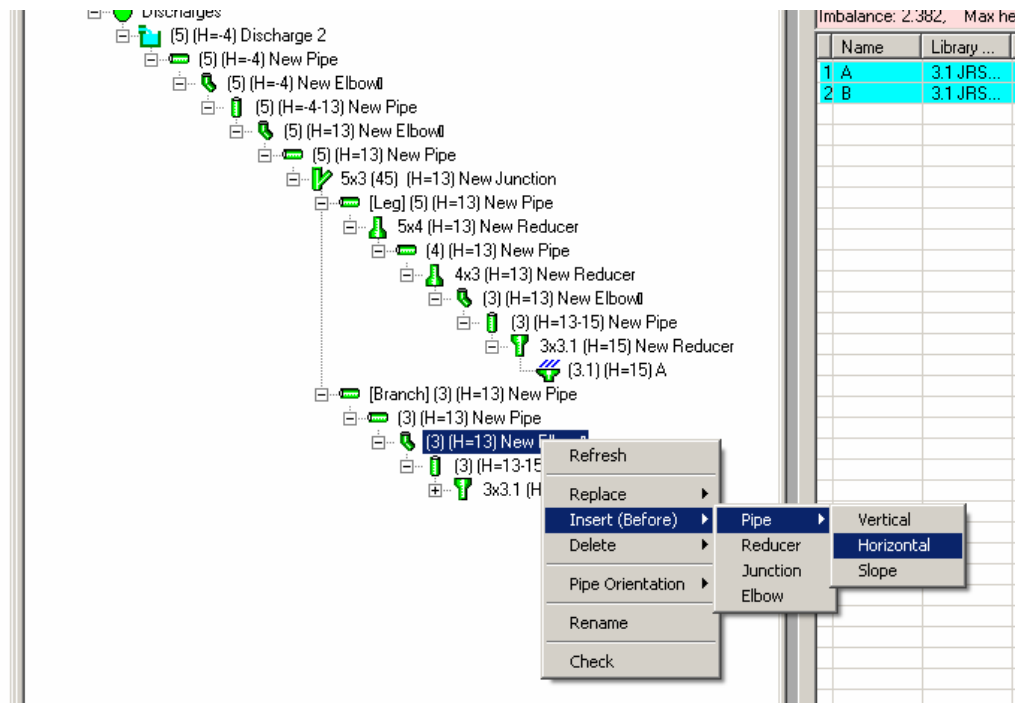 Discharges
(5) (H=-4) Discharge 2
(5) (H=-4) New Pipe
(5) (H=-4) New Elbow
(5) (H=-4-13) New Pipe
(5) (H=13) New Elbow
(5) (H=13) New Pipe
5x3 (45) (H=13) New Junction
[Leg] (5) (H=13) New Pipe
5x4 (H=13) New Reducer
(4) (H=13) New Pipe
4x3 (H=13) New Reducer
(3) (H=13) New Elbow
(3) (H=13-15) New Pipe
3x3.1 (H=15) New Reducer
(3.1) (H=15) A
[Branch] (3) (H=13) New Pipe
(3) (H=13) New Pipe
(3) (H=13) New
(3) (H=13-15
3x3.1 (H
Refresh
Replace
Insert (Before)
Delete
Pipe Orientation
Rename
Check
Pipe
Reducer
Junction
Elbow
Vertical
Horizontal
Slope
Imbalance: 2.382, Max he
Name Library ...
1 A 3.1 JRS...
2 B 3.1 JRS...